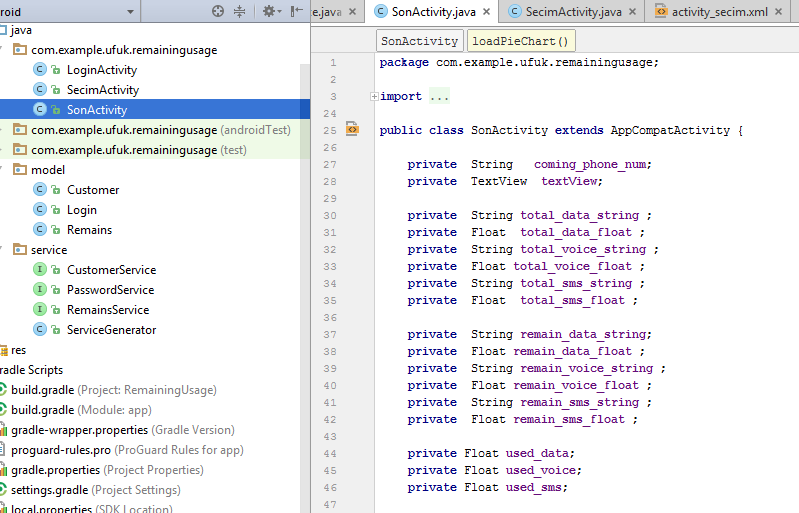 roid
java
com.example.ufuk.remainingusage
LoginActivity
SecimActivity
SonActivity
com.example.ufuk.remainingusage (androidTest)
com.example.ufuk.remainingusage (test)
model
Customer
Login
Remains
service
CustomerService
PasswordService
RemainsService
ServiceGenerator
res
radle Scripts
build.gradle (Project: RemainingUsage)
build.gradle (Module: app)
gradle-wrapper.properties (Gradle Version)
proguard-rules.pro (ProGuard Rules for app)
gradle.properties (Project Properties)
settings.gradle (Project Settings)
local.properties (SDK Location)
e.java SonActivity.java SecimActivity.java activity_secim.xml
SonActivity loadPieChart()
1 package com.example.ufuk.remainingusage;
2
3 import ...
24
25 public class SonActivity extends AppCompatActivity {
26
27 private String coming_phone_num;
28 private TextView textView;
29
30 private String total_data_string ;
31 private Float total_data_float ;
32 private String total_voice_string ;
33 private Float total_voice_float ;
34 private String total_sms_string ;
35 private Float total_sms_float ;
36
37 private String remain_data_string;
38 private Float remain_data_float ;
39 private String remain_voice_string ;
40 private Float remain_voice_float ;
41 private String remain_sms_string ;
42 private Float remain_sms_float ;
43
44 private Float used_data;
45 private Float used_voice;
46 private Float used_sms;
47